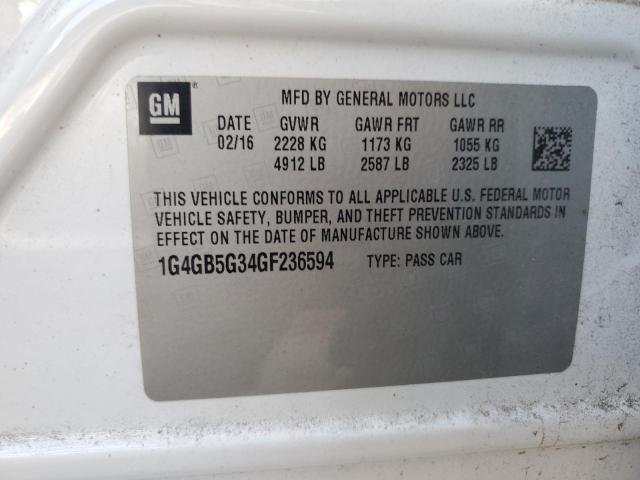 GM ®
MFD BY GENERAL MOTORS LLC
DATE GVWR GAWR FRT GAWR RR
02/16 2228 KG 1173 KG 1055 KG
4912 LB 2587 LB 2325 LB
THIS VEHICLE CONFORMS TO ALL APPLICABLE U.S. FEDERAL MOTOR
VEHICLE SAFETY, BUMPER, AND THEFT PREVENTION STANDARDS IN
EFFECT ON THE DATE OF MANUFACTURE SHOWN ABOVE.
1G4GB5G34GF236594 TYPE: PASS CAR